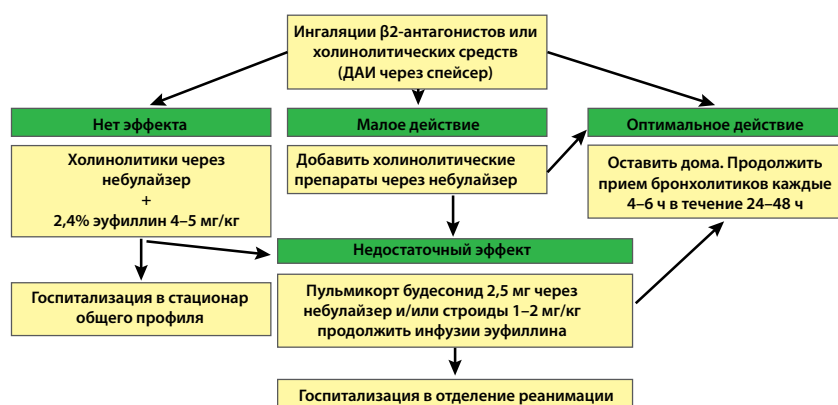 Ингаляции β2-антагонистов или
холинолитических средств
(ДАИ через спейсер)
Нет эффекта
Малое действие
Оптимальное действие
Холинолитики через
небулайзер
+
2,4% эуфиллин 4–5 мг/кг
Добавить холинолитические
препараты через небулайзер
Оставить дома. Продолжить
прием бронхолитиков каждые
4–6 ч в течение 24–48 ч
Недостаточный эффект
Госпитализация в стационар
общего профиля
Пульмикорт будесонид 2,5 мг через
небулайзер и/или строиды 1–2 мг/кг
продолжить инфузии эуфиллина
Госпитализация в отделение реанимации